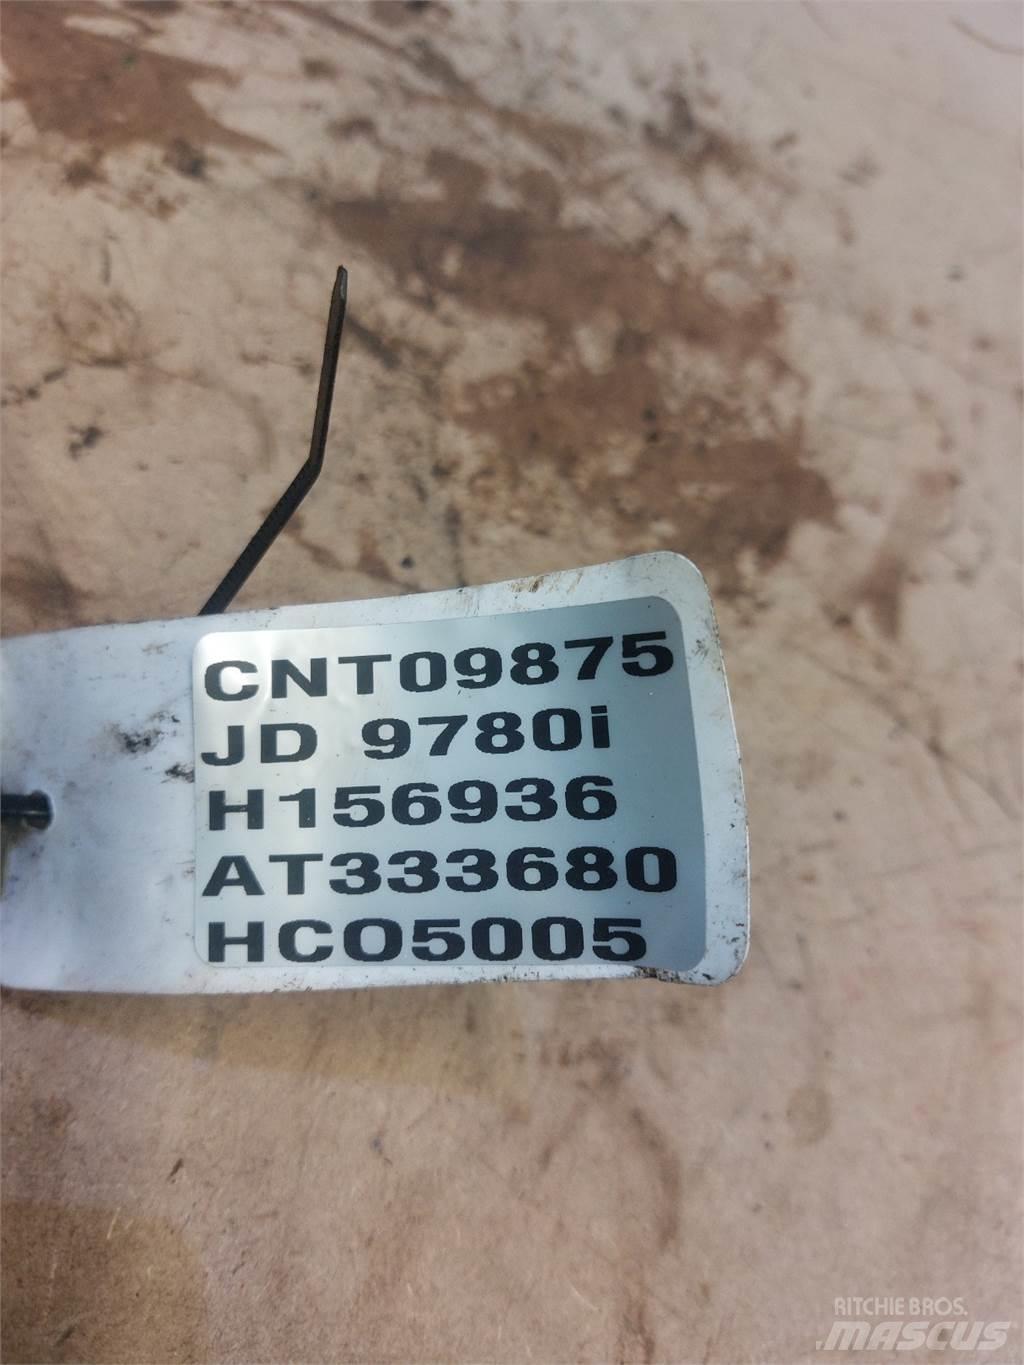 CNT09875
JD 9780i
H156936
AT333680
HCO5005
RITCHIE BROS.
MASCUS